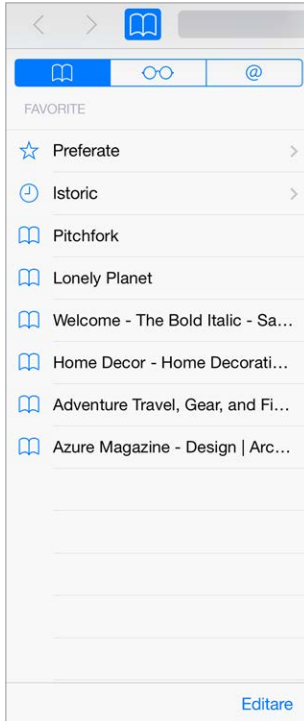 @
FAVORITE
Preferate
Istoric
Pitchfork
Lonely Planet
Welcome - The Bold Italic - Sa...
Home Decor - Home Decorati...
Adventure Travel, Gear, and Fi...
Azure Magazine - Design | Arc...
Editare